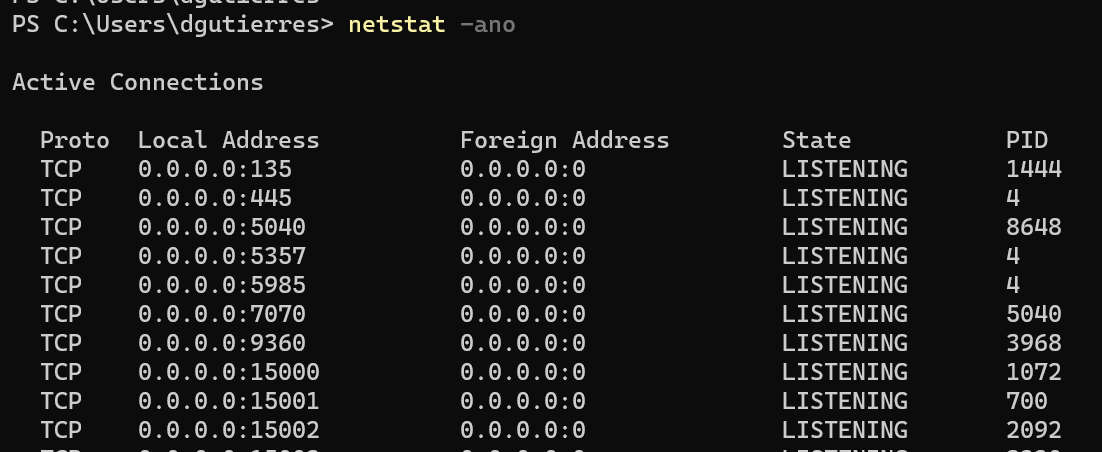 PS C:\Users\dgutierres
PS C:\Users\dgutierres> netstat -ano
Active Connections
Proto Local Address Foreign Address State PID
TCP 0.0.0.0:135 0.0.0.0:0 LISTENING 1444
TCP 0.0.0.0:445 0.0.0.0:0 LISTENING 4
TCP 0.0.0.0:5040 0.0.0.0:0 LISTENING 8648
TCP 0.0.0.0:5357 0.0.0.0:0 LISTENING 4
TCP 0.0.0.0:5985 0.0.0.0:0 LISTENING 4
TCP 0.0.0.0:7070 0.0.0.0:0 LISTENING 5040
TCP 0.0.0.0:9360 0.0.0.0:0 LISTENING 3968
TCP 0.0.0.0:15000 0.0.0.0:0 LISTENING 1072
TCP 0.0.0.0:15001 0.0.0.0:0 LISTENING 700
TCP 0.0.0.0:15002 0.0.0.0:0 LISTENING 2092